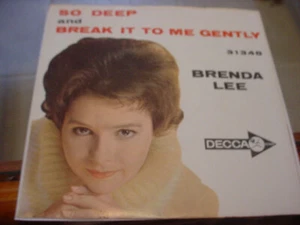 SO DEEP
and
BREAK IT TO ME GENTLY
31348
BRENDA
LEE
DECCA